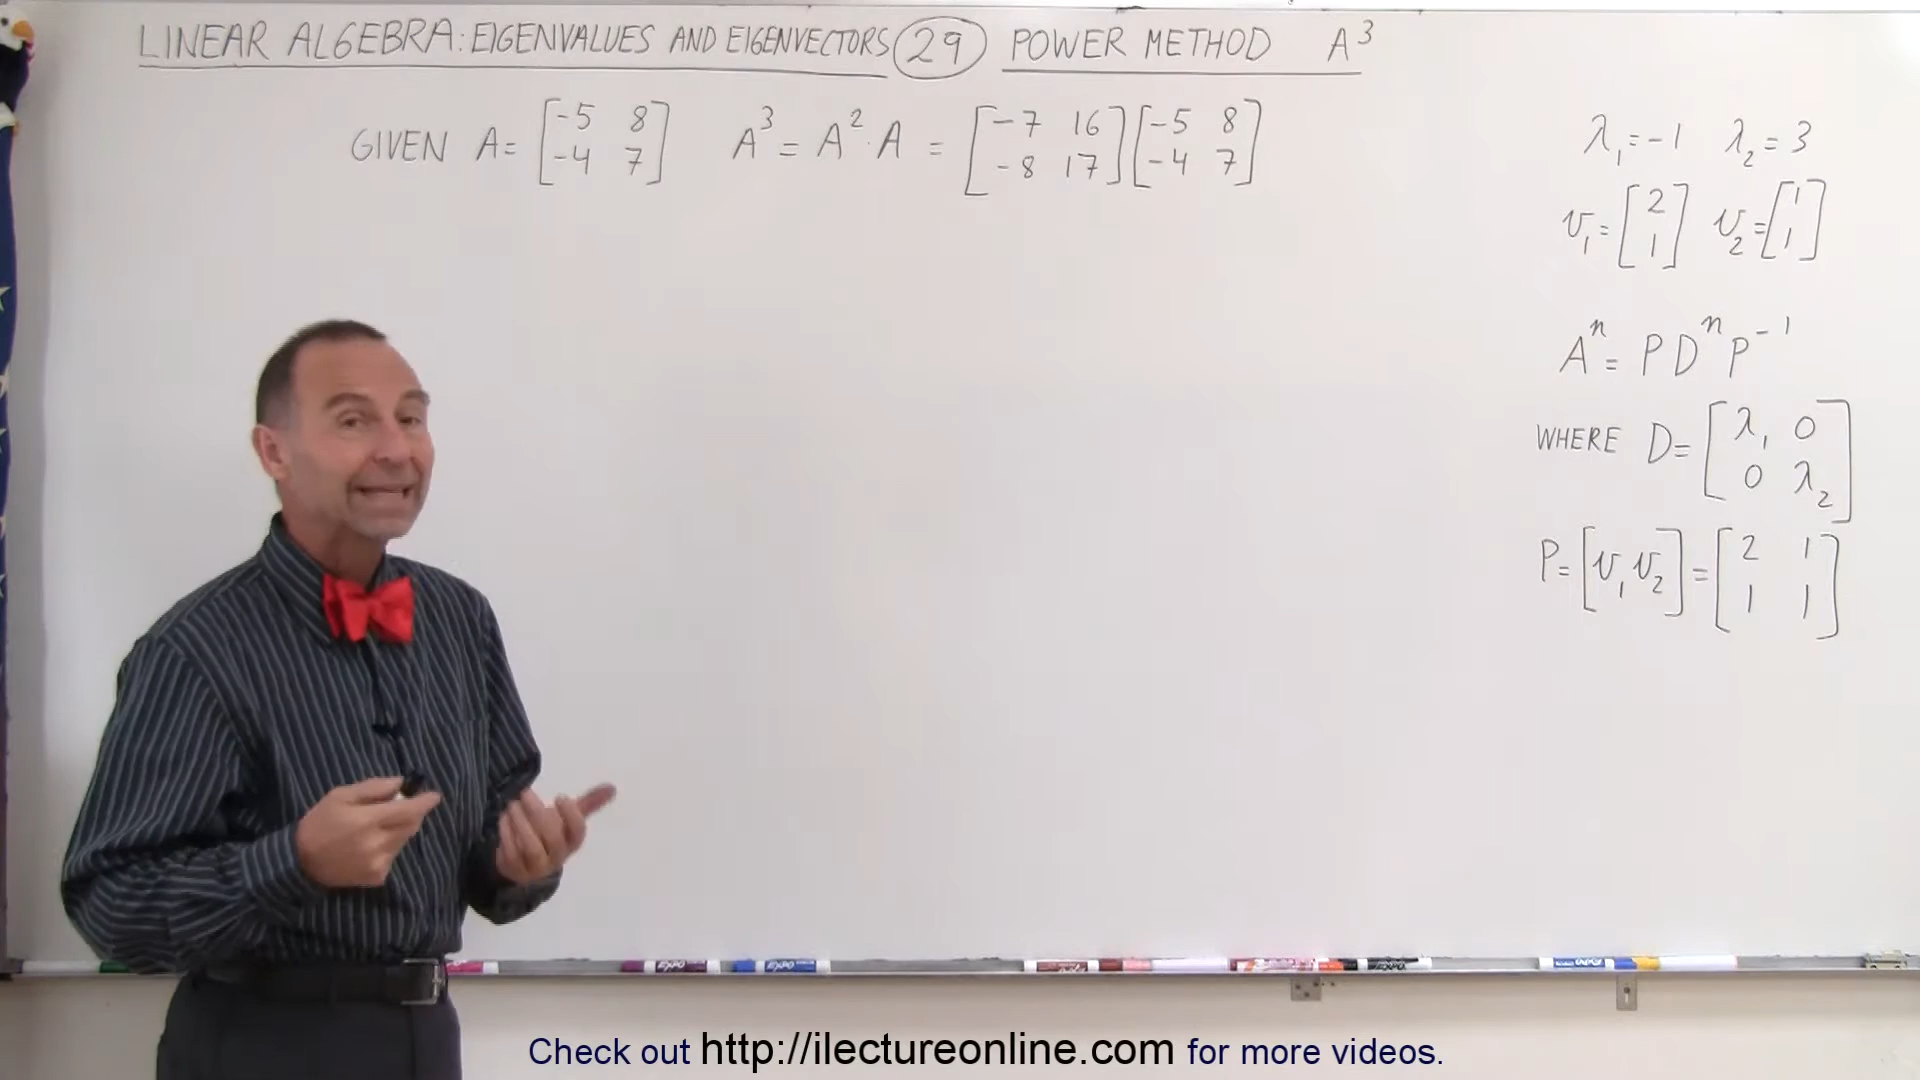 LINEAR ALGEBRA: EIGENVALUES AND EIGENVECTORS 29 POWER METHOD A³
GIVEN A = [-5 8; -4 7] A³ = A²·A = [-7 16; -8 17] [-5 8; -4 7]
λ₁ = -1 λ₂ = 3
v₁ = [2; 1] v₂ = [1; 1]
Aⁿ = P Dⁿ P⁻¹
WHERE D = [λ₁ 0; 0 λ₂]
P = [v₁ v₂] = [2 1; 1 1]
Check out http://ilectureonline.com for more videos.